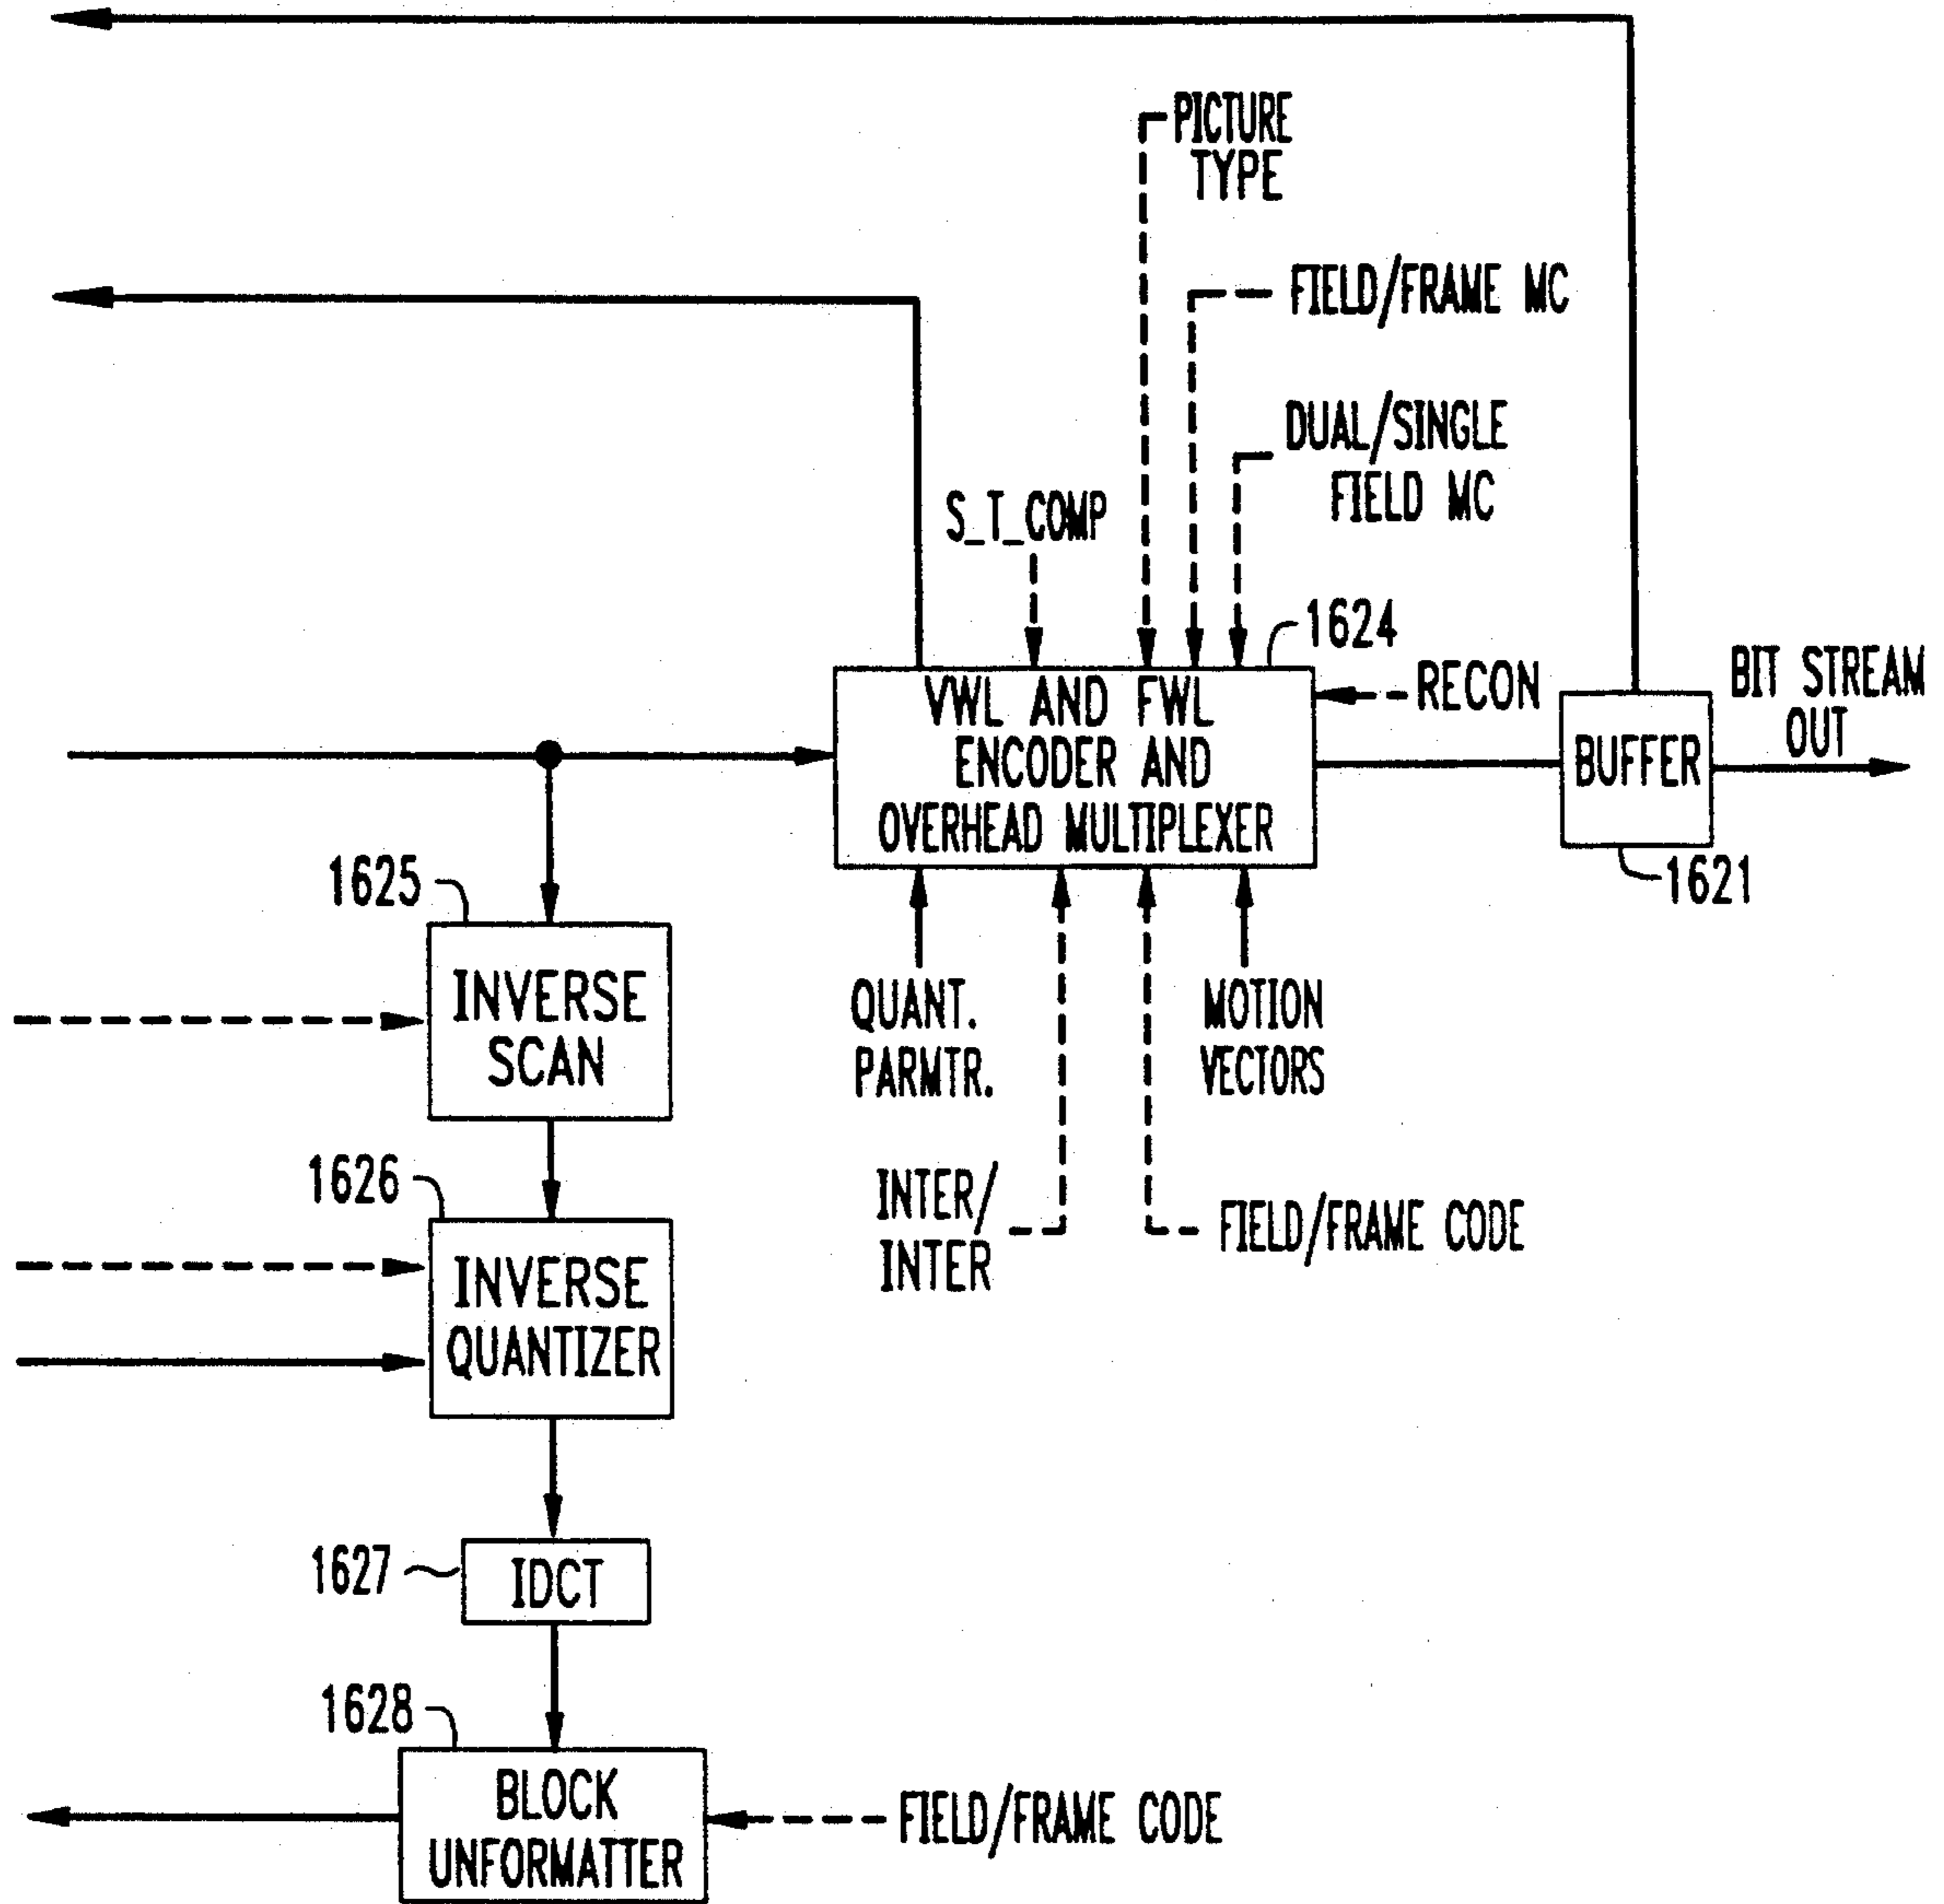 PICTURE
TYPE
FIELD/FRAME MC
DUAL/SINGLE
FIELD MC
S_T_COMP
1624
RECON
BIT STREAM
OUT
VWL AND FWL
ENCODER AND
OVERHEAD MULTIPLEXER
BUFFER
1621
1625
INVERSE
SCAN
QUANT.
PARMTR.
MOTION
VECTORS
1626
INTER/
INTER
FIELD/FRAME CODE
INVERSE
QUANTIZER
1627
IDCT
1628
BLOCK
UNFORMATTER
FIELD/FRAME CODE